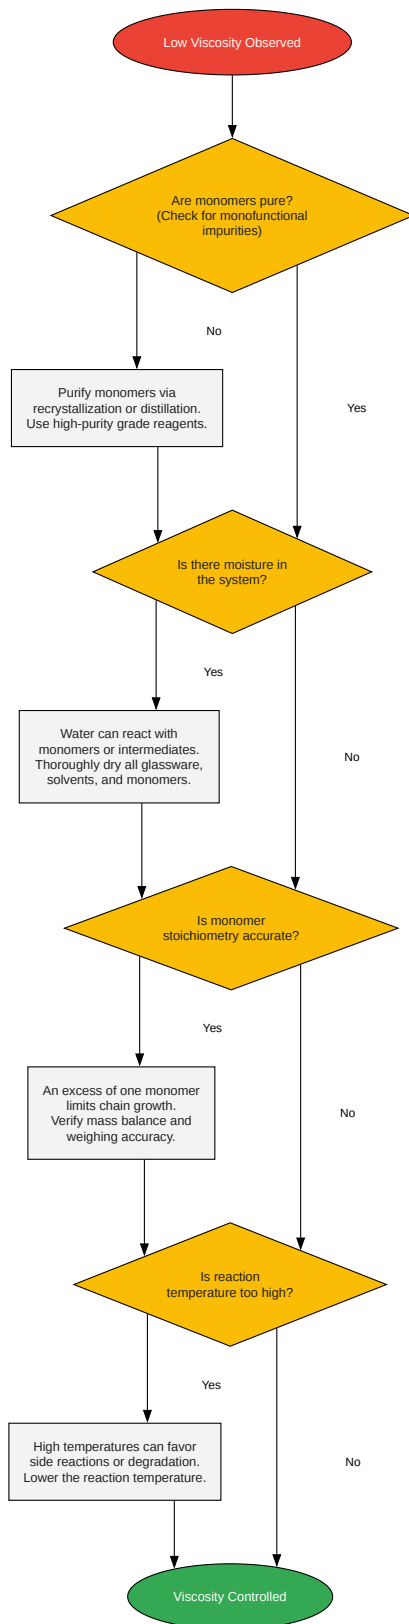 Low Viscosity Observed
Are monomers pure?
(Check for monofunctional
impurities)
No
Purify monomers via
recrystallization or distillation.
Use high-purity grade reagents.
Yes
Is there moisture in
the system?
Yes
Water can react with
monomers or intermediates.
Thoroughly dry all glassware,
solvents, and monomers.
No
Is monomer
stoichiometry accurate?
Yes
An excess of one monomer
limits chain growth.
Verify mass balance and
weighing accuracy.
No
Is reaction
temperature too high?
Yes
High temperatures can favor
side reactions or degradation.
Lower the reaction temperature.
No
Viscosity Controlled